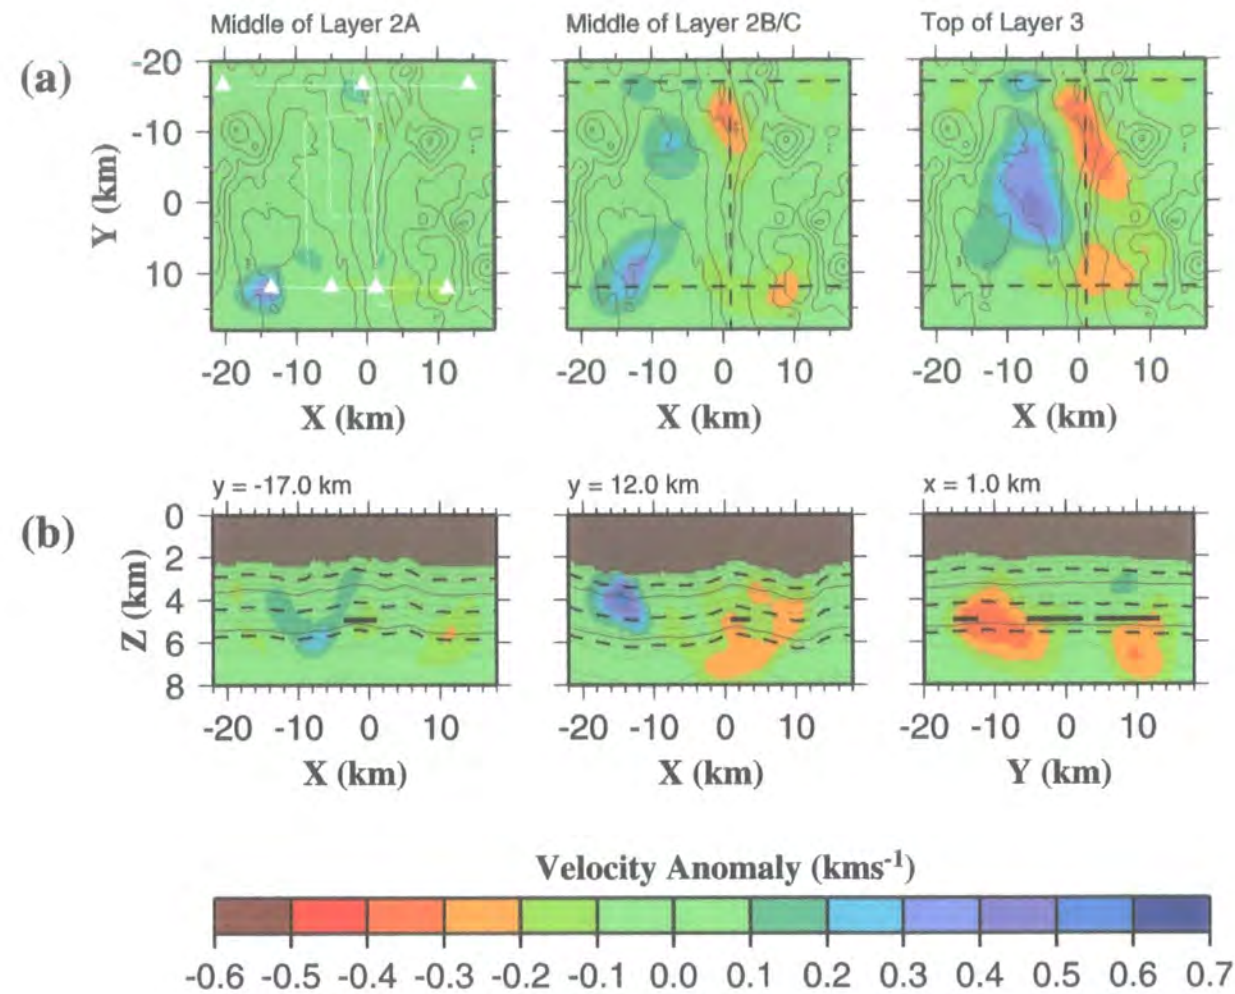 Middle of Layer 2A Middle of Layer 2B/C Top of Layer 3
(a)
-20
-10
0
10
Y (km)
-20 -10 0 10 -20 -10 0 10 -20 -10 0 10
X (km) X (km) X (km)
y = -17.0 km y = 12.0 km x = 1.0 km
(b)
0
2
4
6
8
Z (km)
-20 -10 0 10 -20 -10 0 10 -20 -10 0 10
X (km) X (km) Y (km)
Velocity Anomaly (kms⁻¹)
-0.6 -0.5 -0.4 -0.3 -0.2 -0.1 0.0 0.1 0.2 0.3 0.4 0.5 0.6 0.7